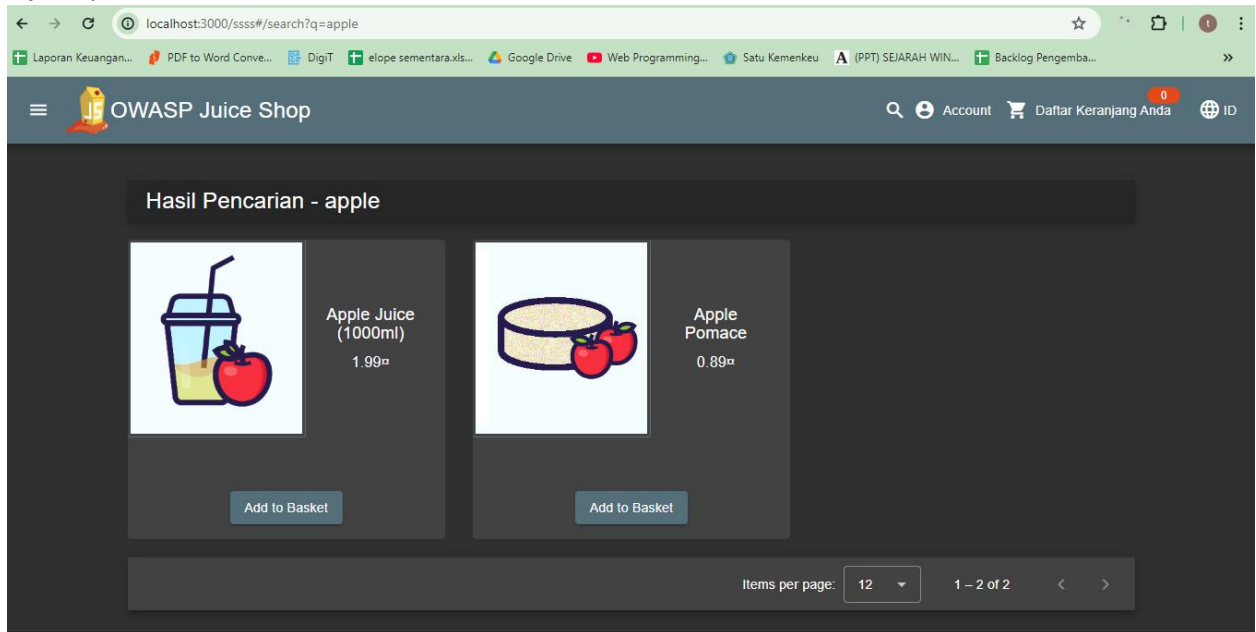 localhost:3000/ssss#/search?q=apple
t
Laporan Keuangan... PDF to Word Conve... DigiT elope sementara.xls... Google Drive Web Programming... Satu Kemenkeu A (PPT) SEJARAH WIN... Backlog Pengemba... »
JS OWASP Juice Shop Account Daftar Keranjang Anda 0 ID
Hasil Pencarian - apple
Apple Juice
(1000ml)
1.99¤
Add to Basket
Apple
Pomace
0.89¤
Add to Basket
Items per page: 12 1 – 2 of 2